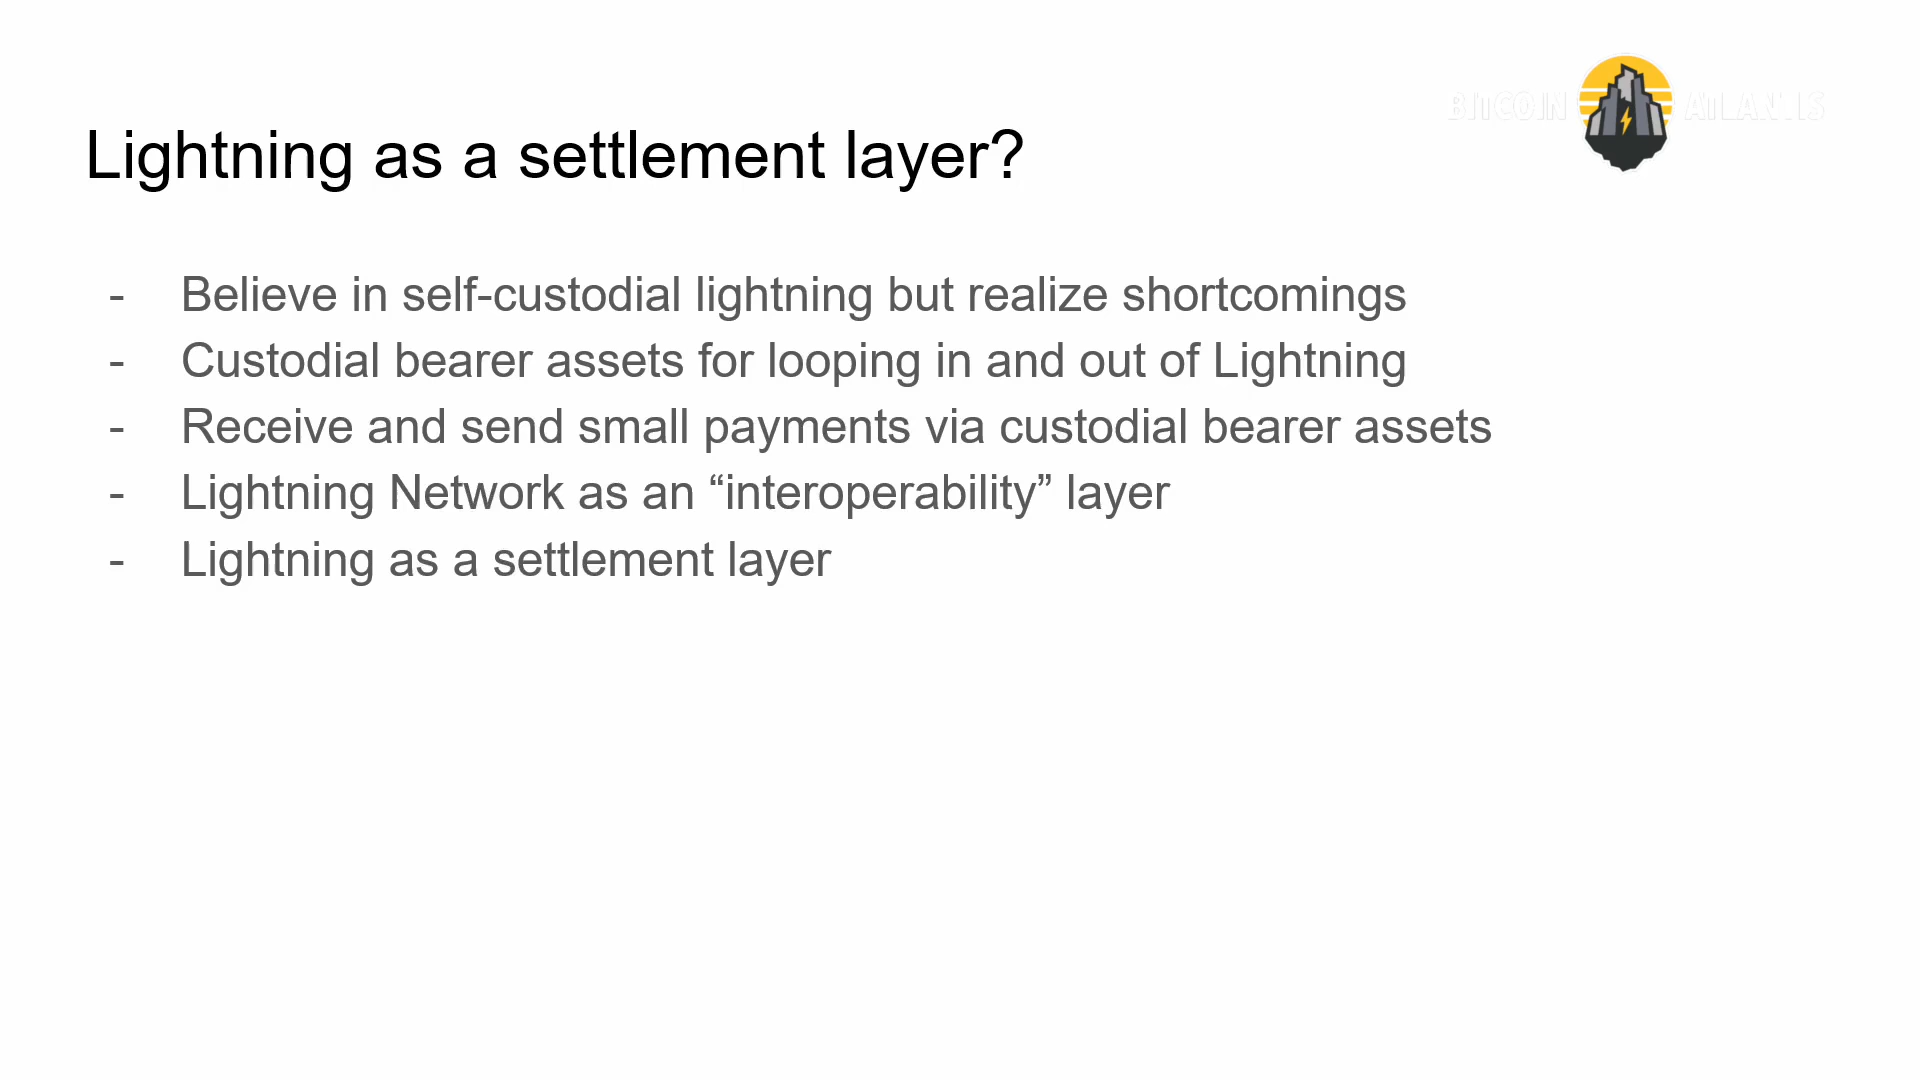 BITCOIN ATLANTIS
Lightning as a settlement layer?
- Believe in self-custodial lightning but realize shortcomings
- Custodial bearer assets for looping in and out of Lightning
- Receive and send small payments via custodial bearer assets
- Lightning Network as an “interoperability” layer
- Lightning as a settlement layer